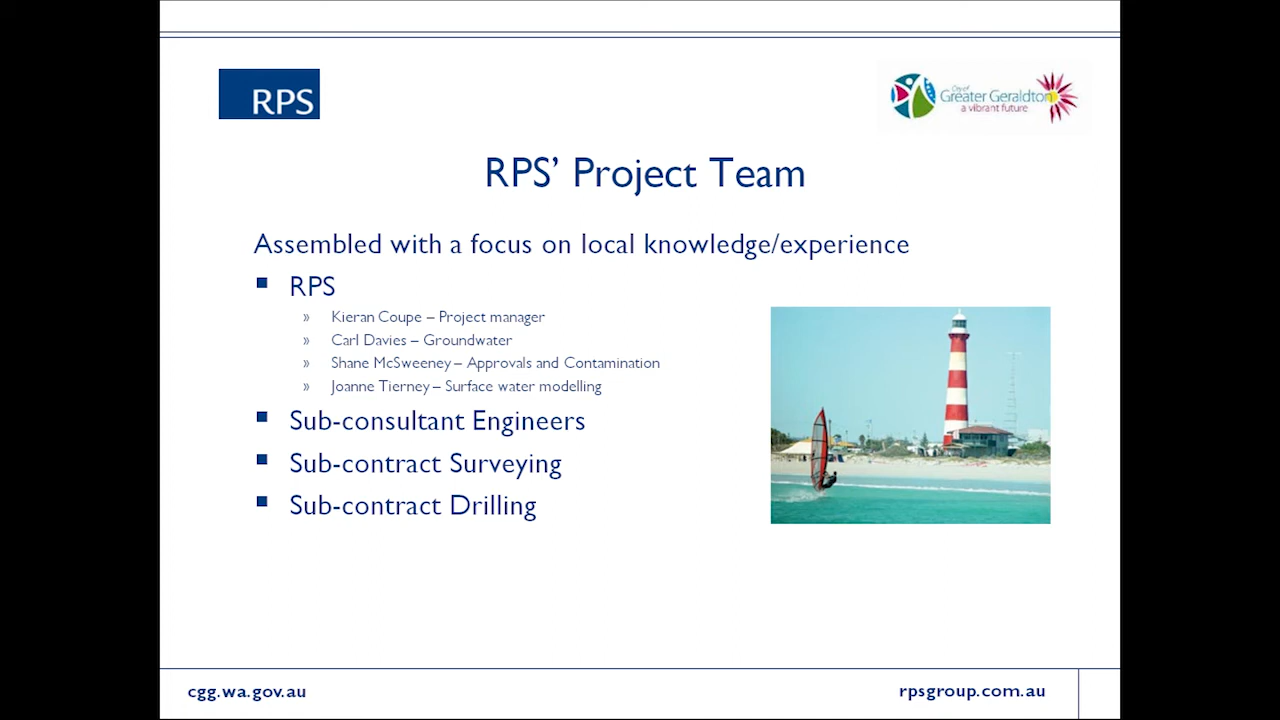 RPS
City of
Greater Geraldton
a vibrant future
RPS’ Project Team
Assembled with a focus on local knowledge/experience
▪ RPS
» Kieran Coupe – Project manager
» Carl Davies – Groundwater
» Shane McSweeney – Approvals and Contamination
» Joanne Tierney – Surface water modelling
▪ Sub-consultant Engineers
▪ Sub-contract Surveying
▪ Sub-contract Drilling
cgg.wa.gov.au
rpsgroup.com.au